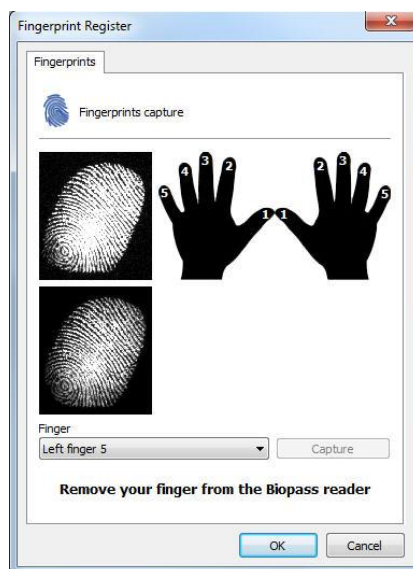 Fingerprint Register
Fingerprints
Fingerprints capture
3 3
4 2 2 4
5 5
1 1
Finger
Left finger 5 Capture
Remove your finger from the Biopass reader
OK Cancel